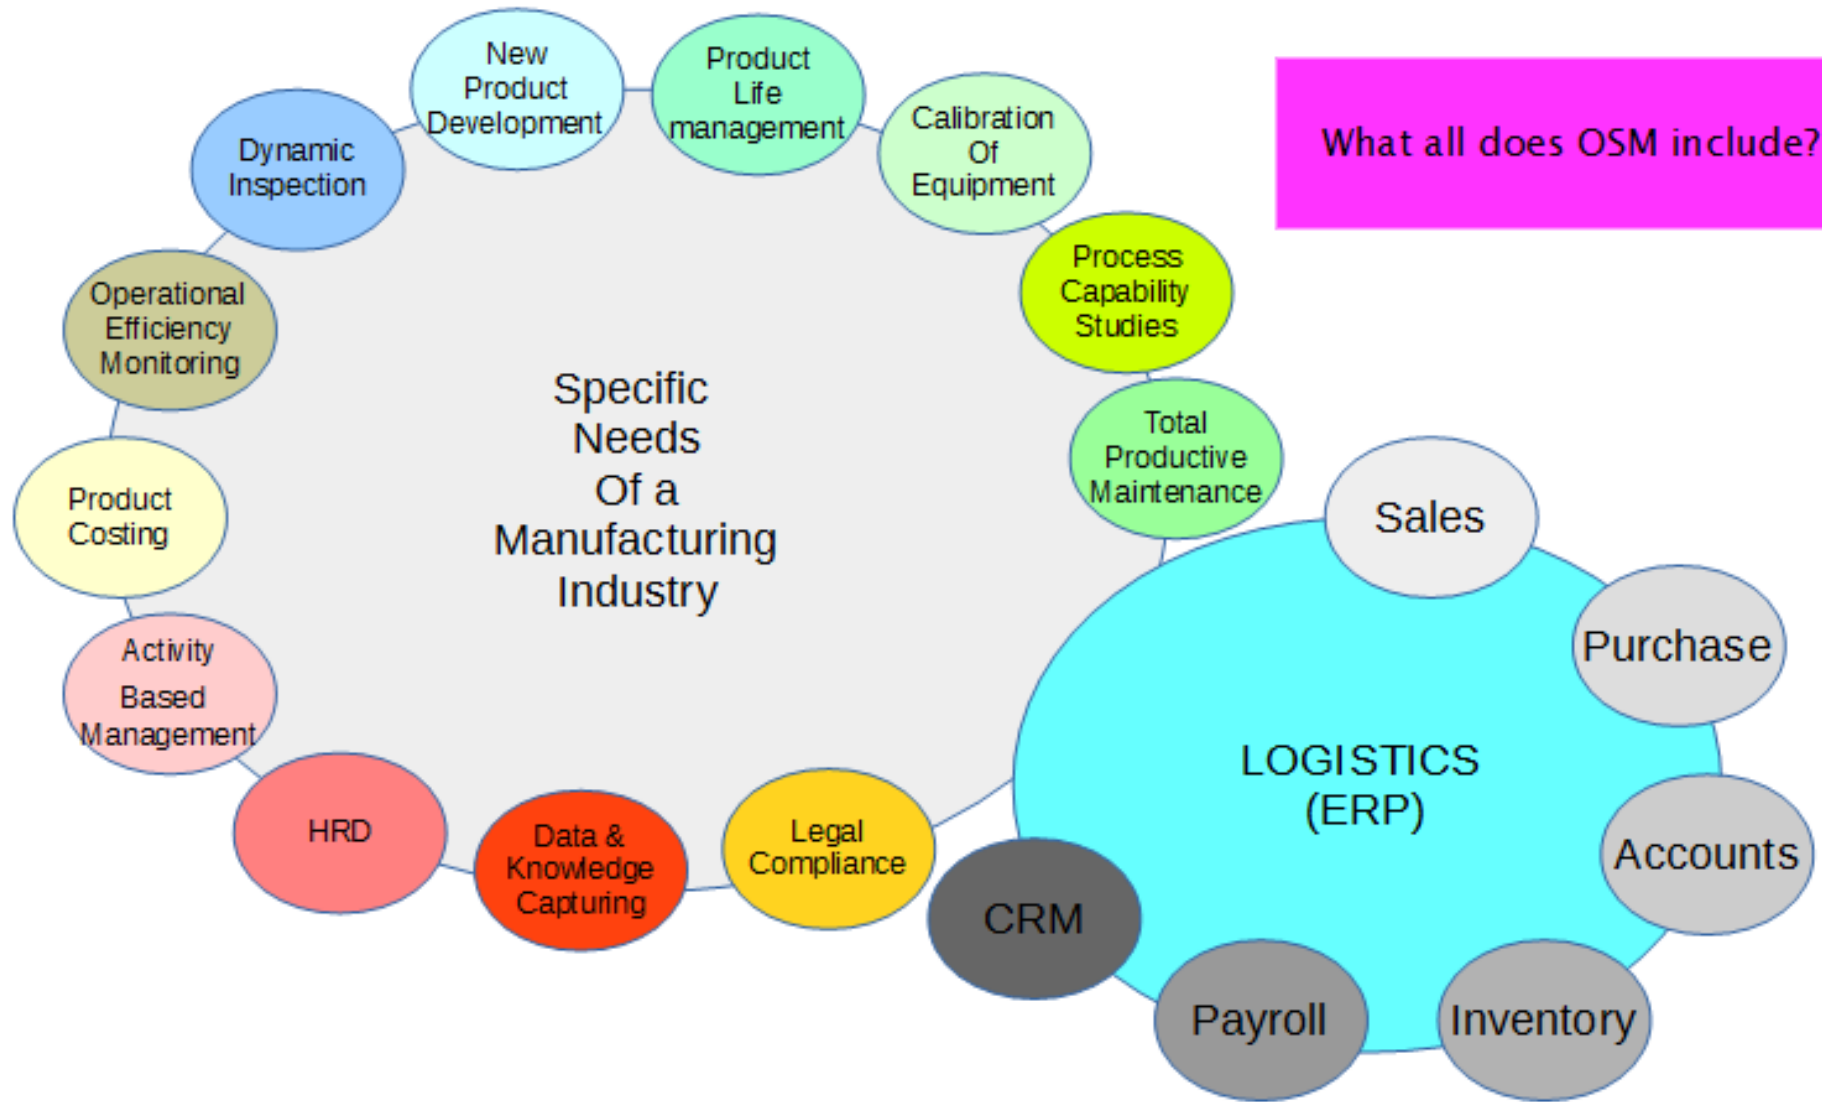 What all does OSM include?
New
Product
Development
Product
Life
management
Calibration
Of
Equipment
Process
Capability
Studies
Total
Productive
Maintenance
Dynamic
Inspection
Operational
Efficiency
Monitoring
Product
Costing
Activity
Based
Management
HRD
Data &
Knowledge
Capturing
Legal
Compliance
Specific
Needs
Of a
Manufacturing
Industry
Sales
Purchase
Accounts
Inventory
Payroll
CRM
LOGISTICS
(ERP)